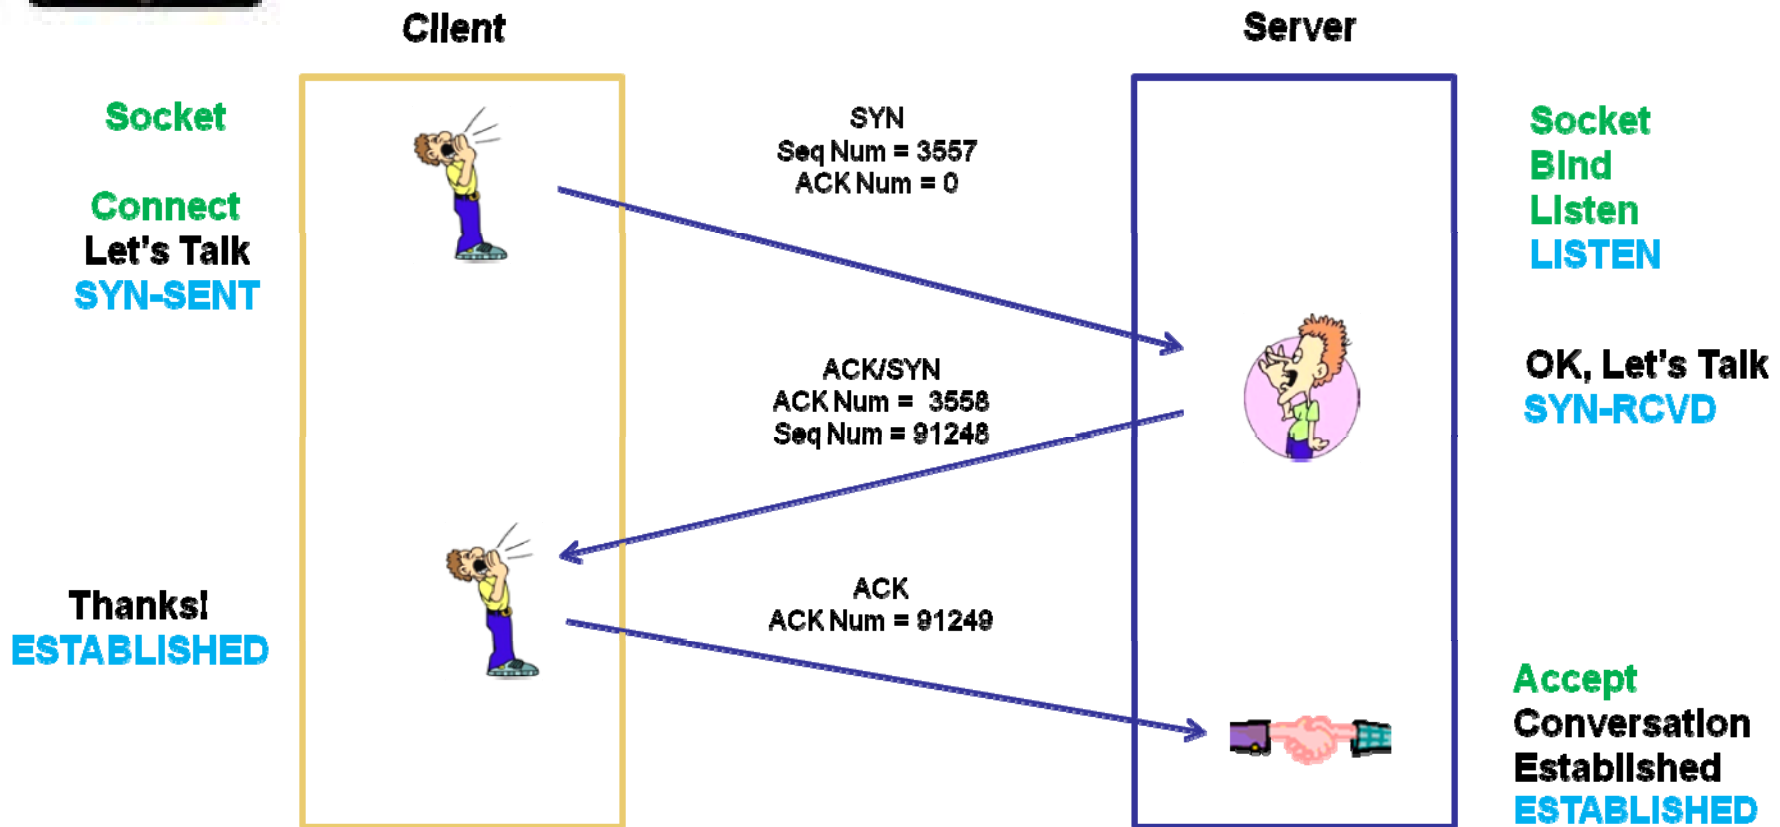 Client
Server
Socket
Connect
Let's Talk
SYN-SENT
SYN
Seq Num = 3557
ACK Num = 0
Socket
Bind
Listen
LISTEN
OK, Let's Talk
SYN-RCVD
ACK/SYN
ACK Num = 3558
Seq Num = 91248
Thanks!
ESTABLISHED
ACK
ACK Num = 91249
Accept
Conversation
Established
ESTABLISHED